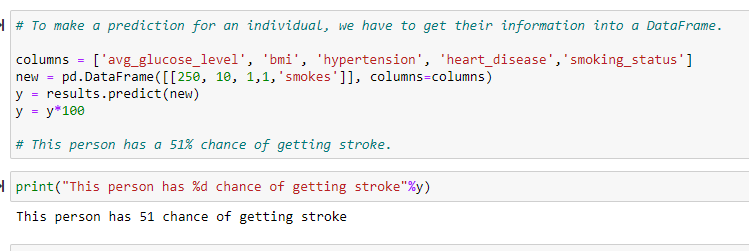 # To make a prediction for an individual, we have to get their information into a DataFrame.
columns = ['avg_glucose_level', 'bmi', 'hypertension', 'heart_disease','smoking_status']
new = pd.DataFrame([[250, 10, 1,1,'smokes']], columns=columns)
y = results.predict(new)
y = y*100
# This person has a 51% chance of getting stroke.
print("This person has %d chance of getting stroke"%y)
This person has 51 chance of getting stroke